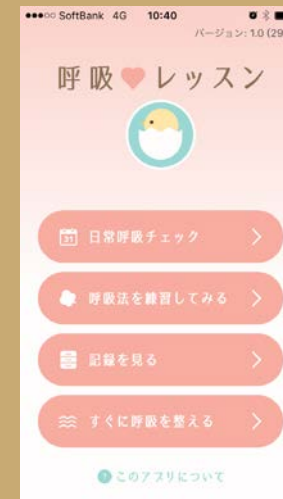 SoftBank 4G 10:40
バージョン: 1.0 (29
呼吸レッスン
31 日常呼吸チェック
呼吸法を練習してみる
記録を見る
すぐに呼吸を整える
? このアプリについて